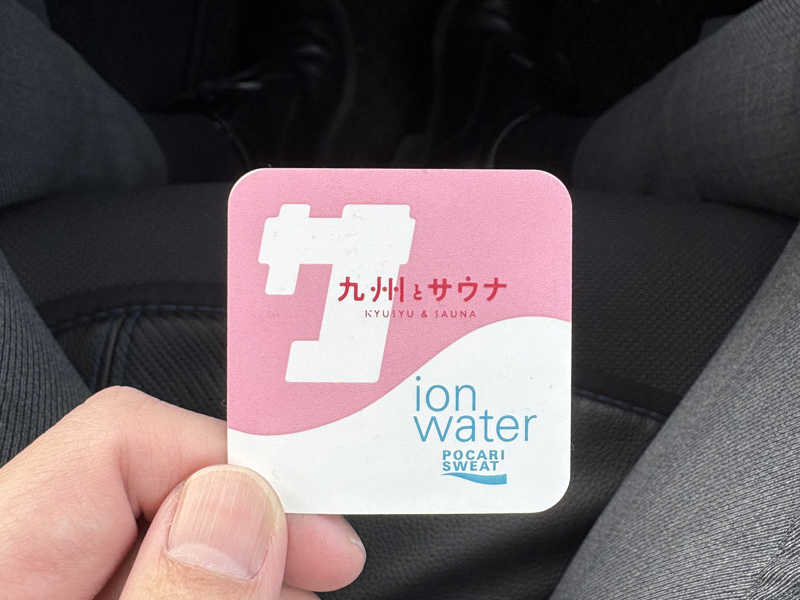 サ
九州とサウナ
KYUSYU & SAUNA
ion
water
POCARI
SWEAT